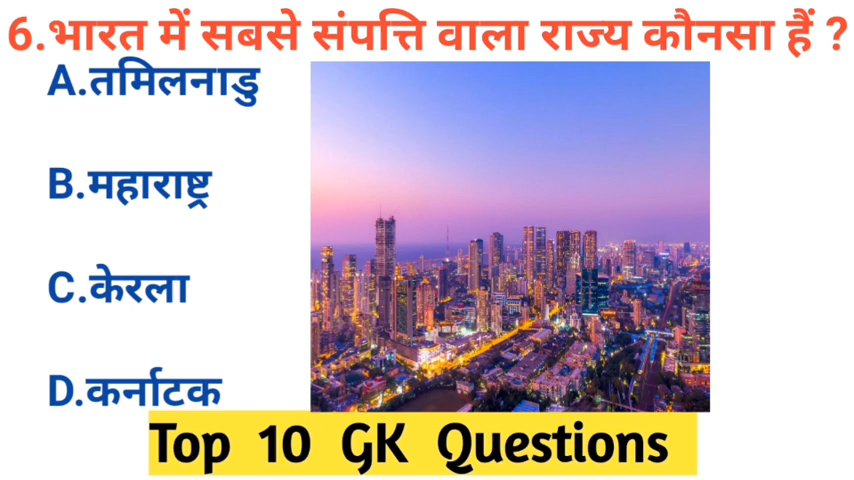 6.भारत में सबसे संपत्ति वाला राज्य कौनसा हैं ?
A.तमिलनाडु
B.महाराष्ट्र
C.केरला
D.कर्नाटक
Top 10 GK Questions